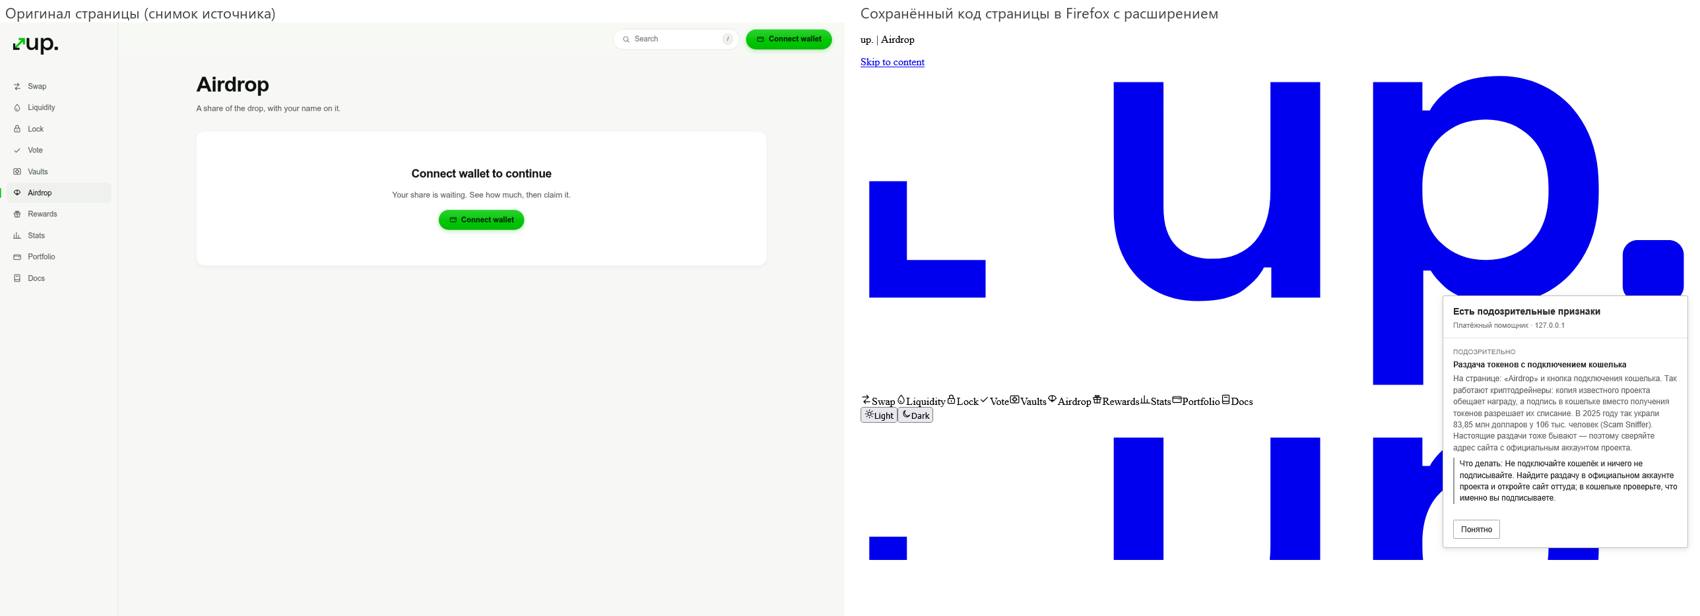 Оригинал страницы (снимок источника)
up.
Search
/
Connect wallet
Swap
Liquidity
Lock
Vote
Vaults
Airdrop
Rewards
Stats
Portfolio
Docs
Airdrop
A share of the drop, with your name on it.
Connect wallet to continue
Your share is waiting. See how much, then claim it.
Connect wallet
Сохранённый код страницы в Firefox с расширением
up. | Airdrop
Skip to content
up.
Swap Liquidity Lock Vote Vaults Airdrop Rewards Stats Portfolio Docs
Light Dark
Есть подозрительные признаки
Платёжный помощник · 127.0.0.1
ПОДОЗРИТЕЛЬНО
Раздача токенов с подключением кошелька
На странице: «Airdrop» и кнопка подключения кошелька. Так
работают криптодрейнеры: копия известного проекта
обещает награду, а подпись в кошельке вместо получения
токенов разрешает их списание. В 2025 году так украли
83,85 млн долларов у 106 тыс. человек (Scam Sniffer).
Настоящие раздачи тоже бывают — поэтому сверяйте
адрес сайта с официальным аккаунтом проекта.
Что делать: Не подключайте кошелёк и ничего не
подписывайте. Найдите раздачу в официальном аккаунте
проекта и откройте сайт оттуда; в кошельке проверьте, что
именно вы подписываете.
Понятно